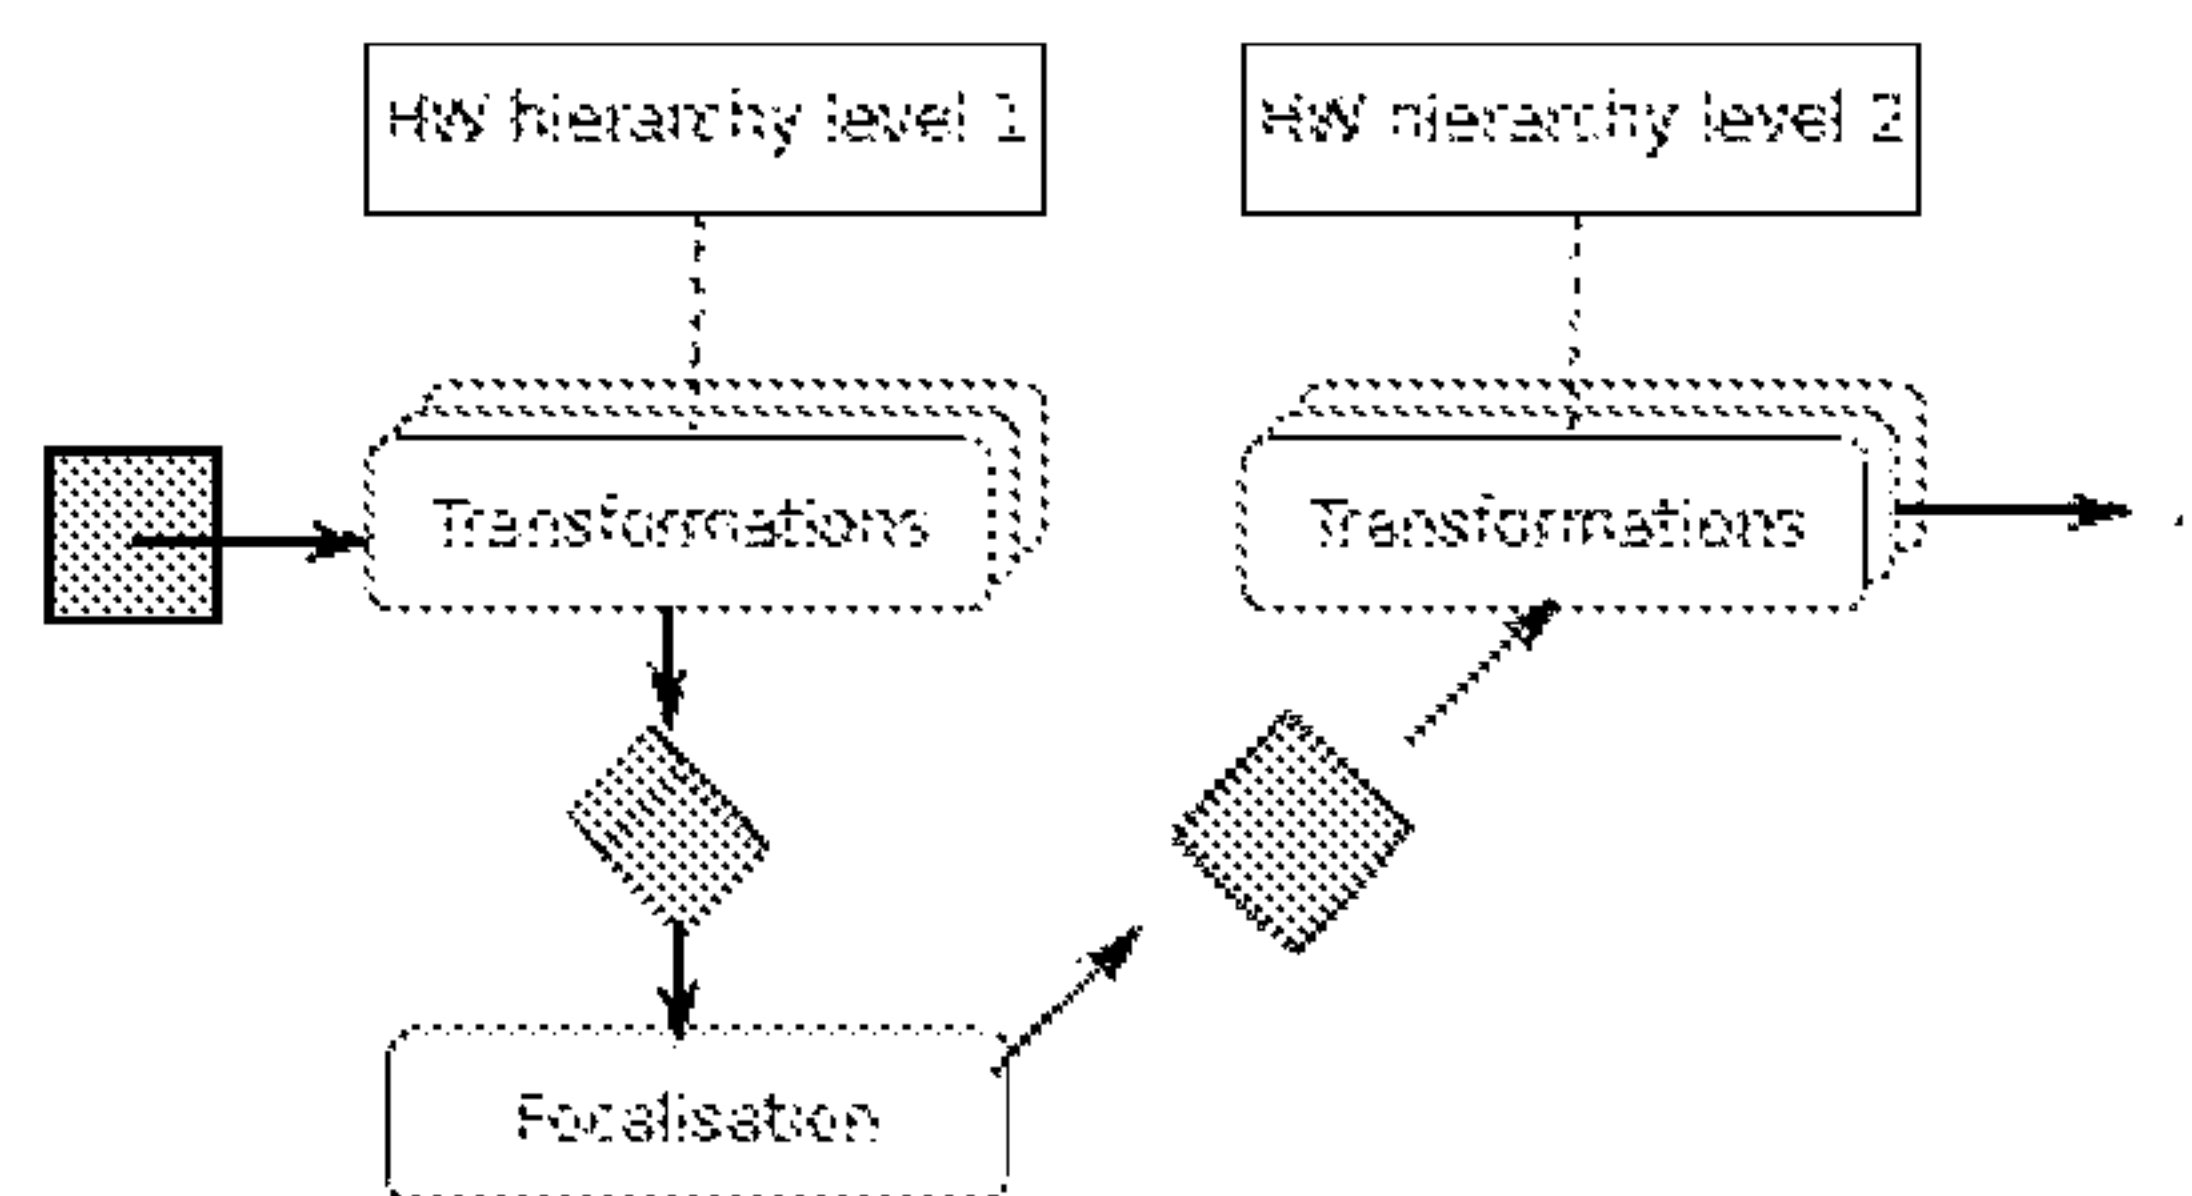 HW hierarchy level 1
HW hierarchy level 2
Transformations
Transformations
Focalisation